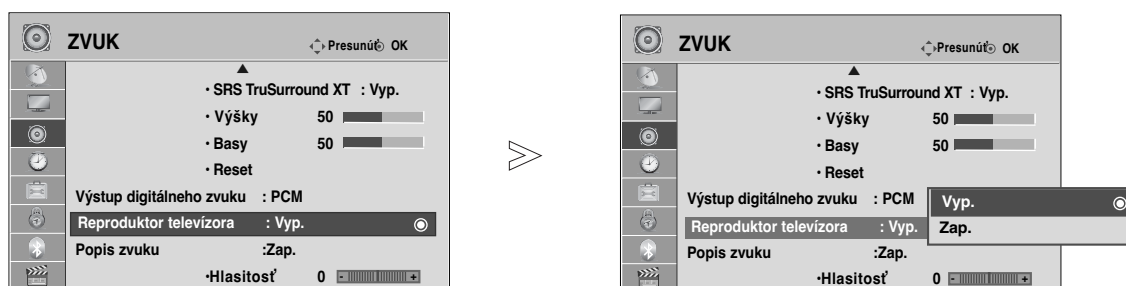 ZVUK Presunúť OK
• SRS TruSurround XT : Vyp.
• Výšky 50
• Basy 50
• Reset
Výstup digitálneho zvuku : PCM
Reproduktor televízora : Vyp.
Popis zvuku :Zap.
•Hlasitosť 0 - +
ZVUK Presunúť OK
• SRS TruSurround XT : Vyp.
• Výšky 50
• Basy 50
• Reset
Výstup digitálneho zvuku : PCM
Reproduktor televízora : Vyp.
Vyp.
Zap.
Popis zvuku :Zap.
•Hlasitosť 0 - +